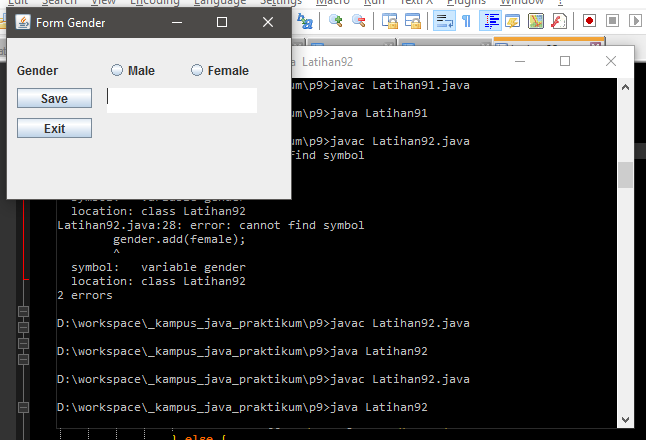 Edit Search View Encoding Language Settings Macro Run TextFX Plugins Window ?
Form Gender
Latihan92
Gender Male Female
Save
Exit
um\p9>javac Latihan91.java
um\p9>java Latihan91
um\p9>javac Latihan92.java
find symbol
symbol: variable gender
location: class Latihan92
Latihan92.java:28: error: cannot find symbol
gender.add(female);
^
symbol: variable gender
location: class Latihan92
2 errors
D:\workspace\_kampus_java_praktikum\p9>javac Latihan92.java
D:\workspace\_kampus_java_praktikum\p9>java Latihan92
D:\workspace\_kampus_java_praktikum\p9>javac Latihan92.java
D:\workspace\_kampus_java_praktikum\p9>java Latihan92
} else {